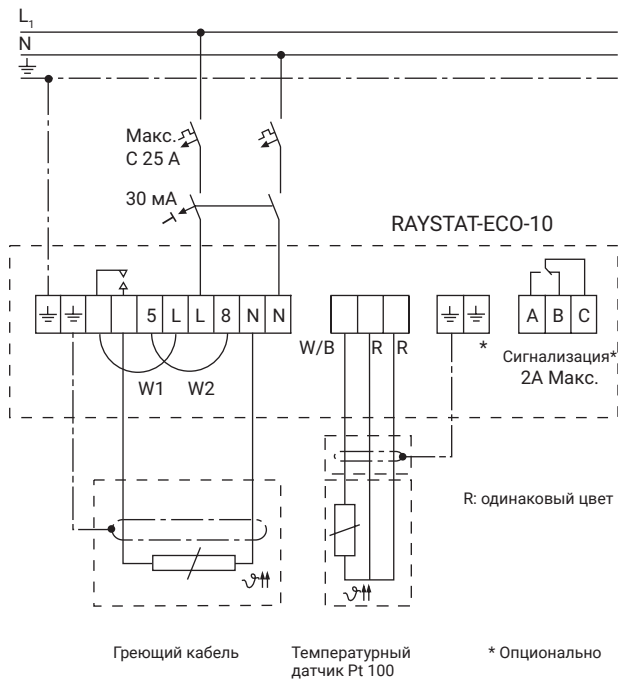 L1
N
Макс.
C 25 A
30 мА
RAYSTAT-ECO-10
5 L L 8 N N
A B C
W/B R R *
W1 W2
Сигнализация*
2А Макс.
R: одинаковый цвет
Греющий кабель
Температурный
датчик Pt 100
* Опционально